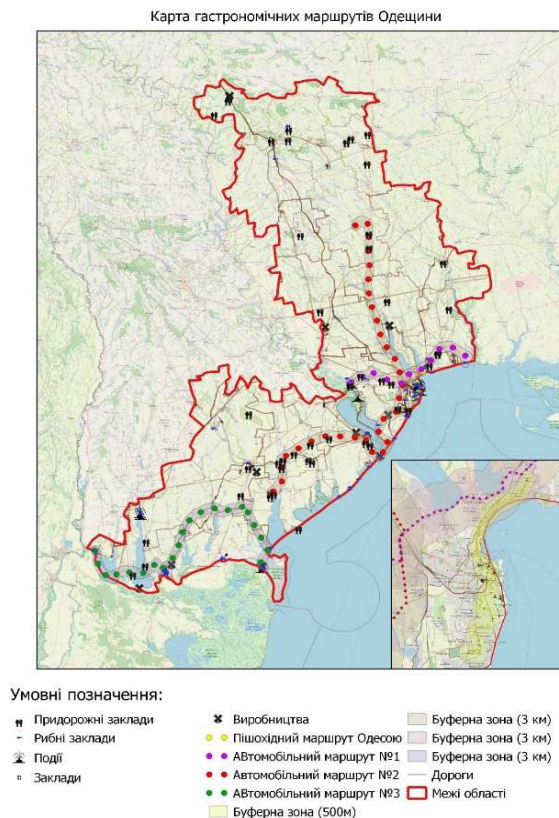 Карта гастрономічних маршрутів Одещини
Умовні позначення:
Придорожні заклади
Рибні заклади
Події
Заклади
Виробництва
Пішохідний маршрут Одесою
АВтомобільний маршрут №1
АВтомобільний маршрут №2
АВтомобільний маршрут №3
Буферна зона (500м)
Буферна зона (3 км)
Буферна зона (3 км)
Буферна зона (3 км)
Дороги
Межі області